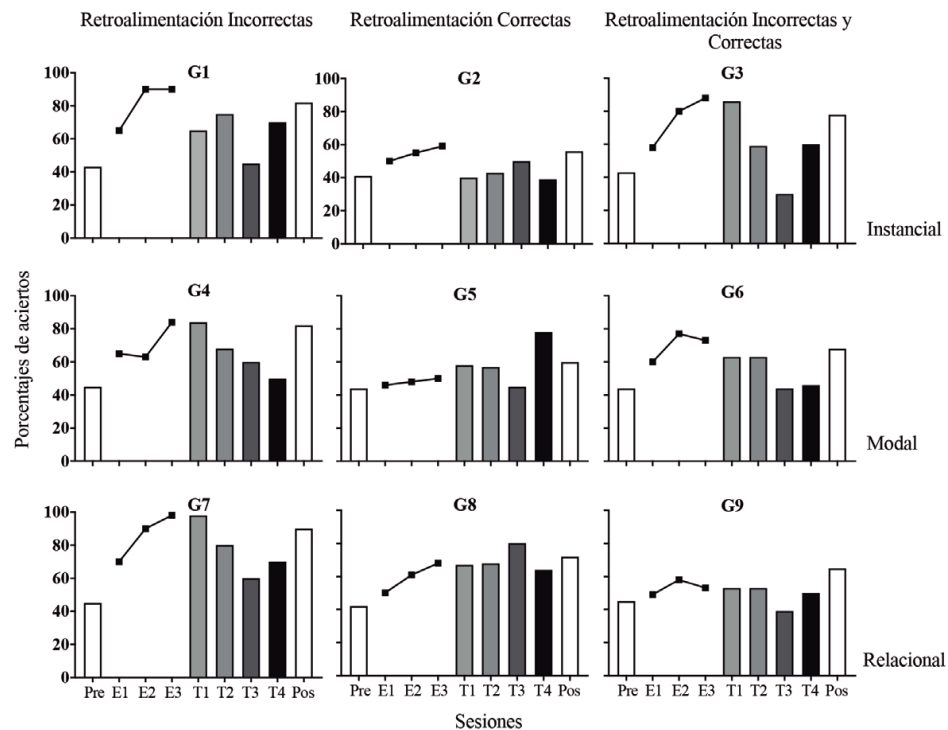 Retroalimentación Incorrectas
Retroalimentación Correctas
Retroalimentación Incorrectas y
Correctas
G1
G2
G3
100
80
60
40
20
0
100
80
60
40
20
0
Instancial
Porcentajes de aciertos
G4
G5
G6
100
80
60
40
20
0
Modal
G7
G8
G9
100
80
60
40
20
0
Relacional
Pre E1 E2 E3 T1 T2 T3 T4 Pos
Pre E1 E2 E3 T1 T2 T3 T4 Pos
Pre E1 E2 E3 T1 T2 T3 T4 Pos
Sesiones